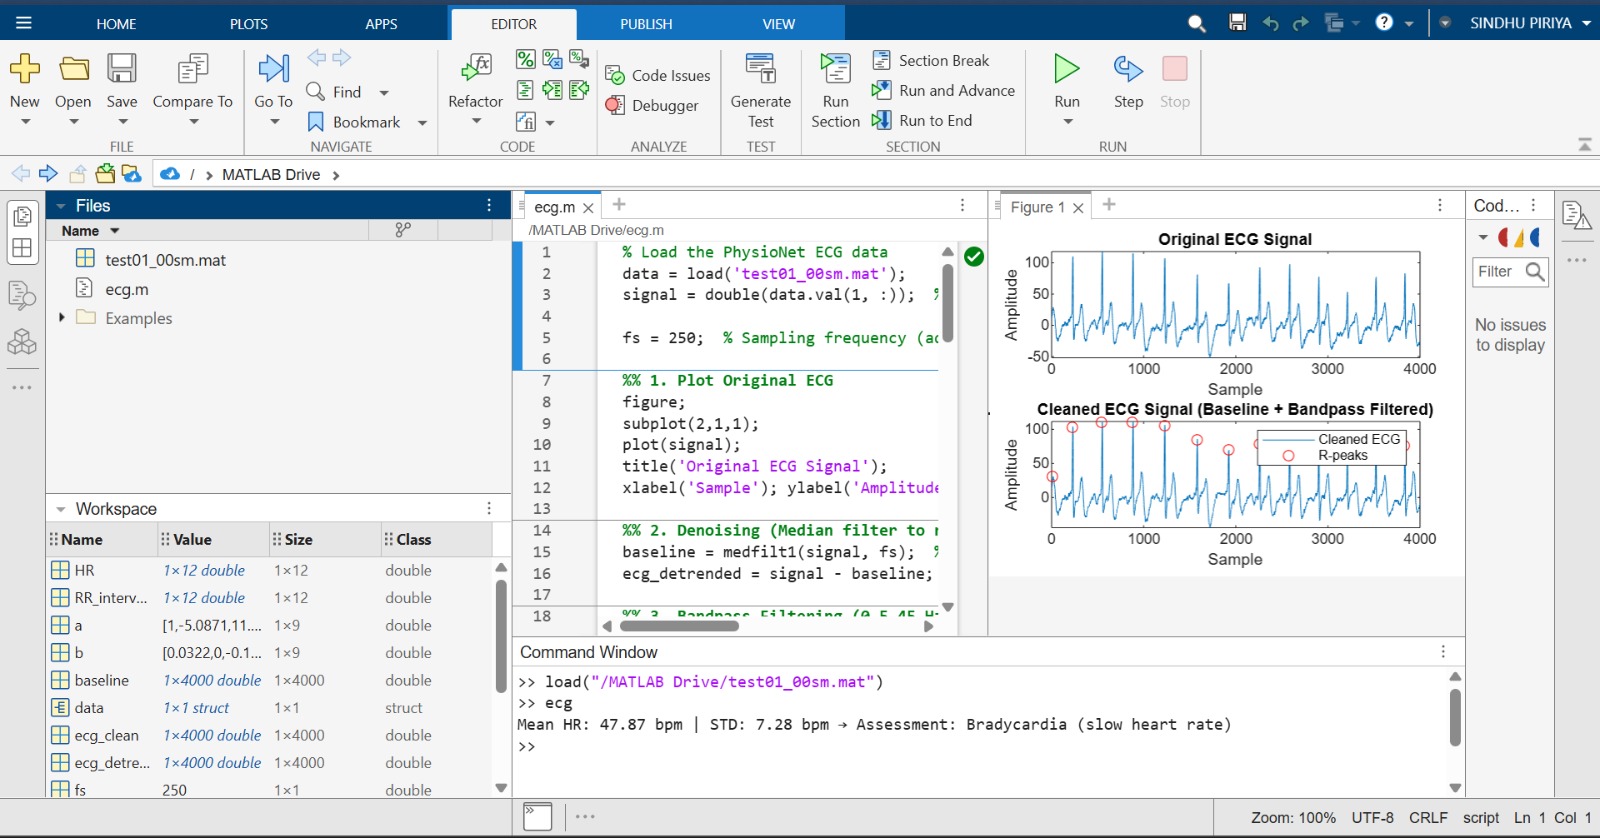 HOME PLOTS APPS EDITOR PUBLISH VIEW SINDHU PIRIYA
New Open Save Compare To
FILE
Go To Find Bookmark
NAVIGATE
Refactor
CODE
Code Issues
Debugger
ANALYZE
Generate Test
TEST
Run Section
Section Break
Run and Advance
Run to End
SECTION
Run Step Stop
RUN
/ > MATLAB Drive >
Files
Name
test01_00sm.mat
ecg.m
Examples
Workspace
Name Value Size Class
HR 1×12 double 1×12 double
RR_interv... 1×12 double 1×12 double
a [1,-5.0871,11.... 1×9 double
b [0.0322,0,-0.1... 1×9 double
baseline 1×4000 double 1×4000 double
data 1×1 struct 1×1 struct
ecg_clean 1×4000 double 1×4000 double
ecg_detre... 1×4000 double 1×4000 double
fs 250 1×1 double
ecg.m
/MATLAB Drive/ecg.m
1 % Load the PhysioNet ECG data
2 data = load('test01_00sm.mat');
3 signal = double(data.val(1, :)); %
4
5 fs = 250; % Sampling frequency (ac
6
7 %% 1. Plot Original ECG
8 figure;
9 subplot(2,1,1);
10 plot(signal);
11 title('Original ECG Signal');
12 xlabel('Sample'); ylabel('Amplitude
13
14 %% 2. Denoising (Median filter to r
15 baseline = medfilt1(signal, fs); %
16 ecg_detrended = signal - baseline;
17
18 %% 3. Bandpass Filtering (0.5-45 H
Figure 1
Original ECG Signal
Amplitude
100
50
0
-50
0 1000 2000 3000 4000
Sample
Cleaned ECG Signal (Baseline + Bandpass Filtered)
Amplitude
100
50
0
Cleaned ECG
R-peaks
0 1000 2000 3000 4000
Sample
Cod...
Filter
No issues
to display
Command Window
>> load("/MATLAB Drive/test01_00sm.mat")
>> ecg
Mean HR: 47.87 bpm | STD: 7.28 bpm → Assessment: Bradycardia (slow heart rate)
>>
Zoom: 100% UTF-8 CRLF script Ln 1 Col 1